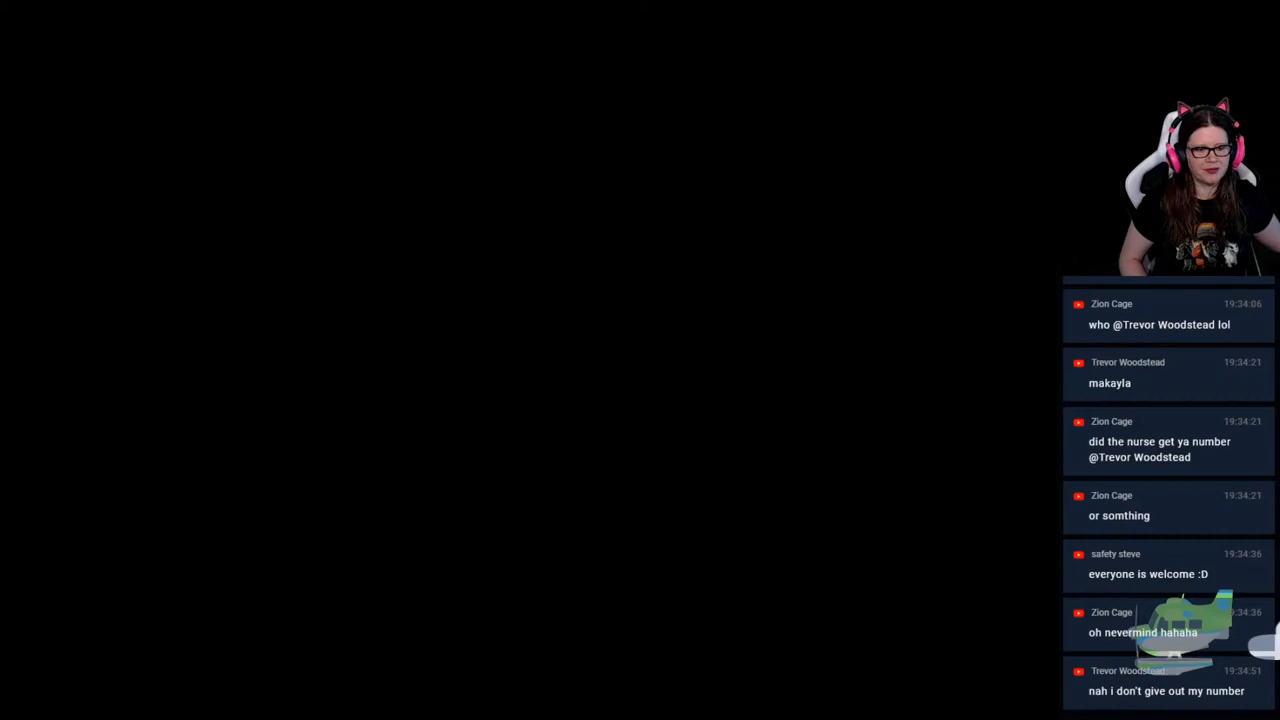 Zion Cage 19:34:06
who @Trevor Woodstead lol
Trevor Woodstead 19:34:21
makayla
Zion Cage 19:34:21
did the nurse get ya number
@Trevor Woodstead
Zion Cage 19:34:21
or somthing
safety steve 19:34:36
everyone is welcome :D
Zion Cage 19:34:36
oh nevermind hahaha
Trevor Woodstead 19:34:51
nah i don't give out my number